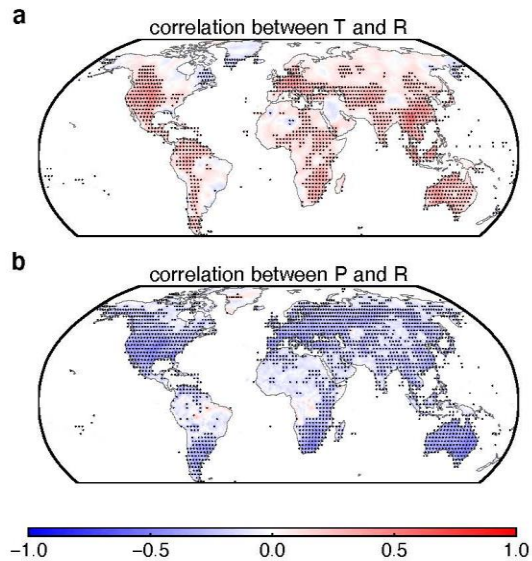 a
correlation between T and R
b
correlation between P and R
−1.0 −0.5 0.0 0.5 1.0